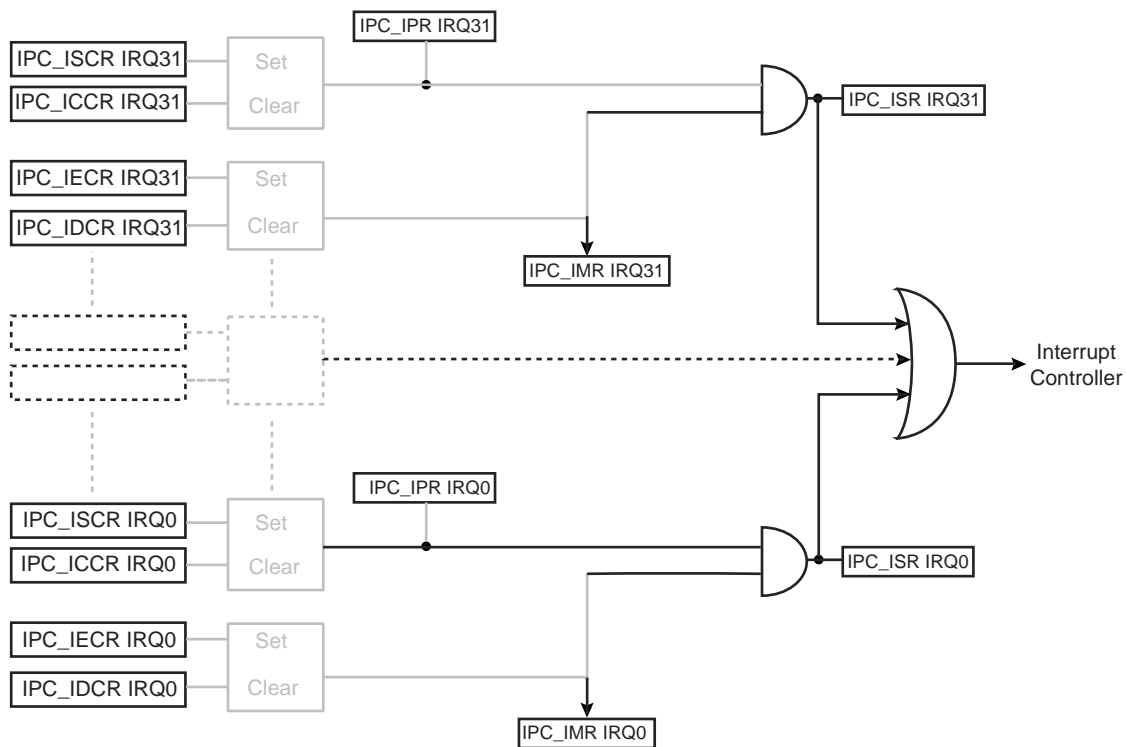 IPC_IPR IRQ31
IPC_ISCR IRQ31
Set
IPC_ICCR IRQ31
Clear
IPC_ISR IRQ31
IPC_IECR IRQ31
Set
IPC_IDCR IRQ31
Clear
IPC_IMR IRQ31
Interrupt
Controller
IPC_IPR IRQ0
IPC_ISCR IRQ0
Set
IPC_ICCR IRQ0
Clear
IPC_ISR IRQ0
IPC_IECR IRQ0
Set
IPC_IDCR IRQ0
Clear
IPC_IMR IRQ0